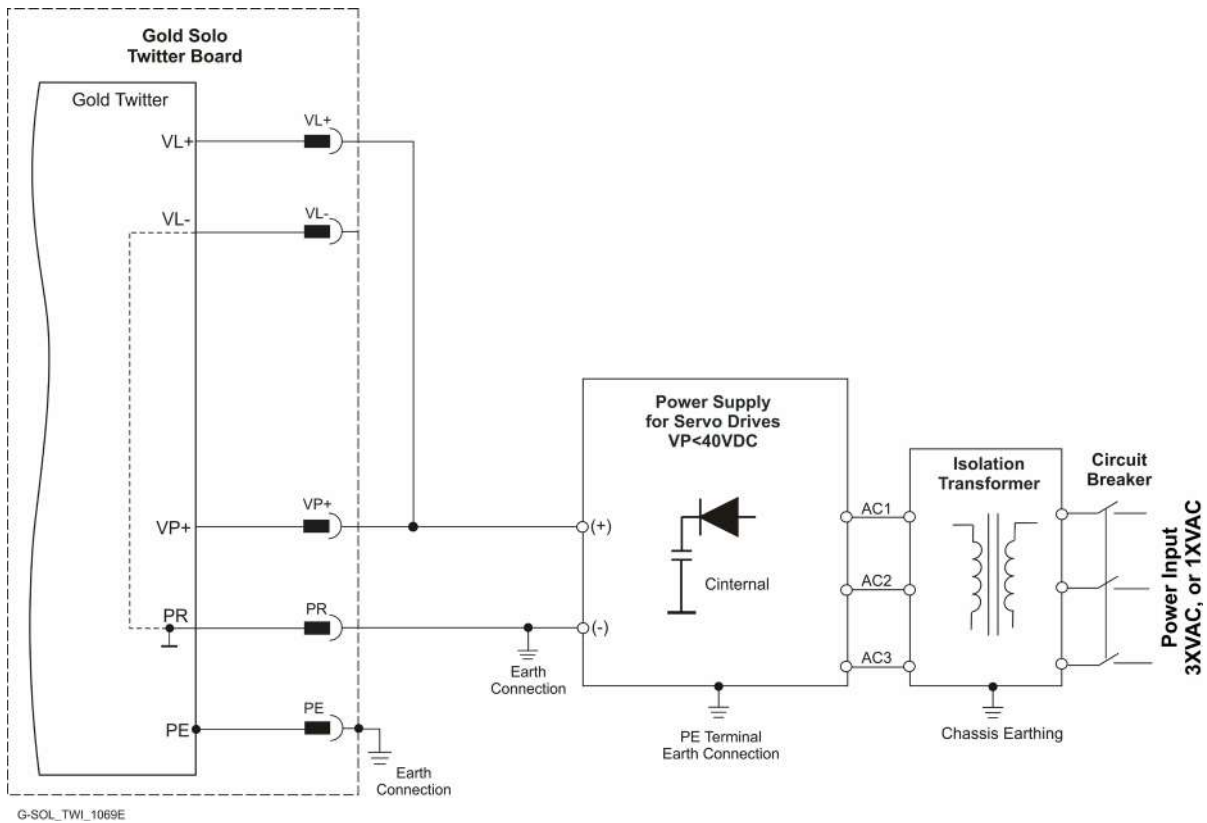 Gold Solo
Twitter Board
Gold Twitter
VL+
VL+
VL-
VL-
VP+
VP+
PR
PR
PE
PE
Earth
Connection
Earth
Connection
Power Supply
for Servo Drives
VP<40VDC
(+)
(-)
Cinternal
PE Terminal
Earth Connection
AC1
AC2
AC3
Isolation
Transformer
Chassis Earthing
Circuit
Breaker
Power Input
3XVAC, or 1XVAC
G-SOL_TWI_1069E